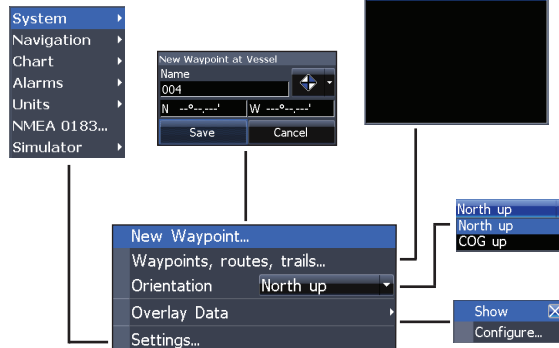 System
Navigation
Chart
Alarms
Units
NMEA 0183...
Simulator
New Waypoint at Vessel
Name
004
N --°--.---' W --°--.---'
Save Cancel
New Waypoint...
Waypoints, routes, trails...
Orientation North up
Overlay Data
Settings...
North up
North up
COG up
Show
Configure...